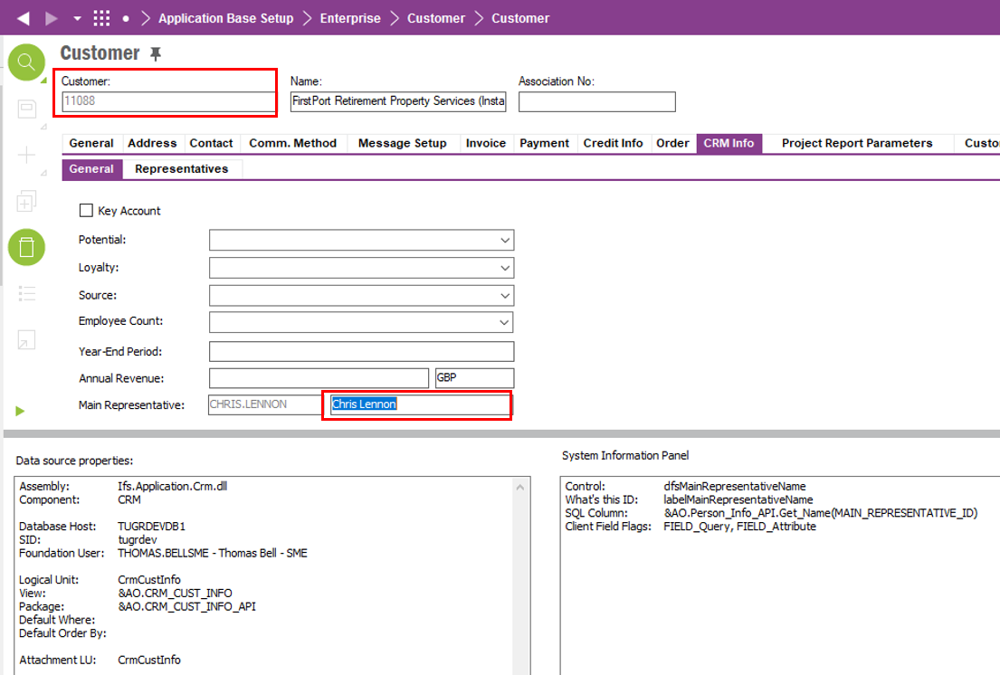 Application Base Setup Enterprise Customer Customer
Customer
Customer: Name: Association No:
11088 FirstPort Retirement Property Services (Insta
General Address Contact Comm. Method Message Setup Invoice Payment Credit Info Order CRM Info Project Report Parameters Custo
General Representatives
Key Account
Potential:
Loyalty:
Source:
Employee Count:
Year-End Period:
Annual Revenue: GBP
Main Representative: CHRIS.LENNON Chris Lennon
Data source properties:
Assembly: Ifs.Application.Crm.dll
Component: CRM
Database Host: TUGRDEVDB1
SID: tugrdev
Foundation User: THOMAS.BELLSME - Thomas Bell - SME
Logical Unit: CrmCustInfo
View: &AO.CRM_CUST_INFO
Package: &AO.CRM_CUST_INFO_API
Default Where:
Default Order By:
Attachment LU: CrmCustInfo
System Information Panel
Control: dfsMainRepresentativeName
What's this ID: labelMainRepresentativeName
SQL Column: &AO.Person_Info_API.Get_Name(MAIN_REPRESENTATIVE_ID)
Client Field Flags: FIELD_Query, FIELD_Attribute